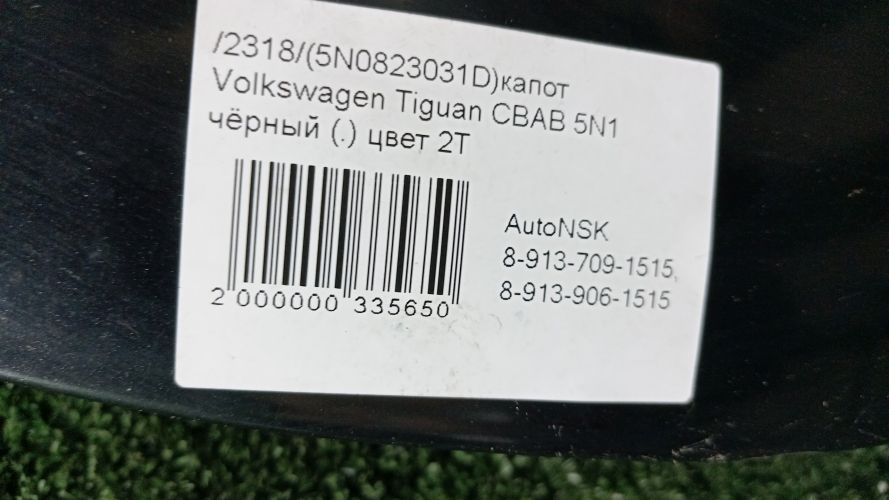 /2318/(5N0823031D)капот
Volkswagen Tiguan CBAB 5N1
чёрный (.) цвет 2T
AutoNSK
8-913-709-1515,
8-913-906-1515
2 000000 335650